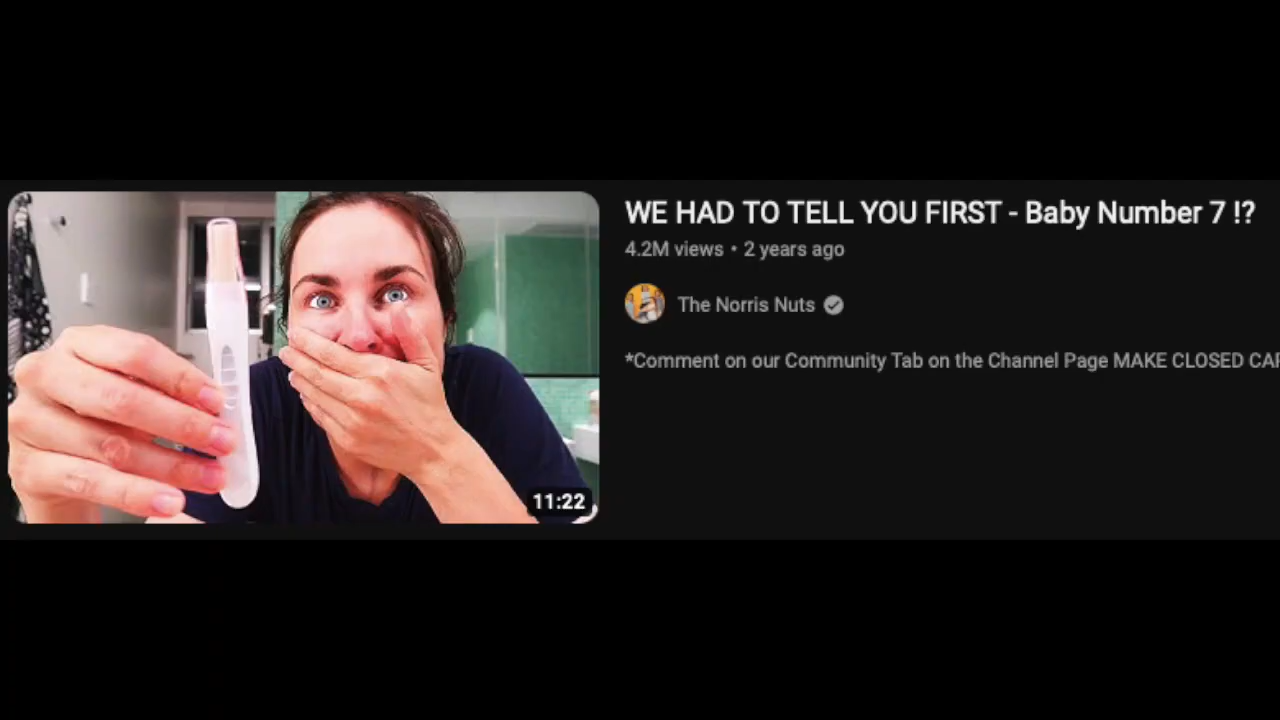 WE HAD TO TELL YOU FIRST - Baby Number 7 !?
4.2M views • 2 years ago
The Norris Nuts
*Comment on our Community Tab on the Channel Page MAKE CLOSED CAP
11:22